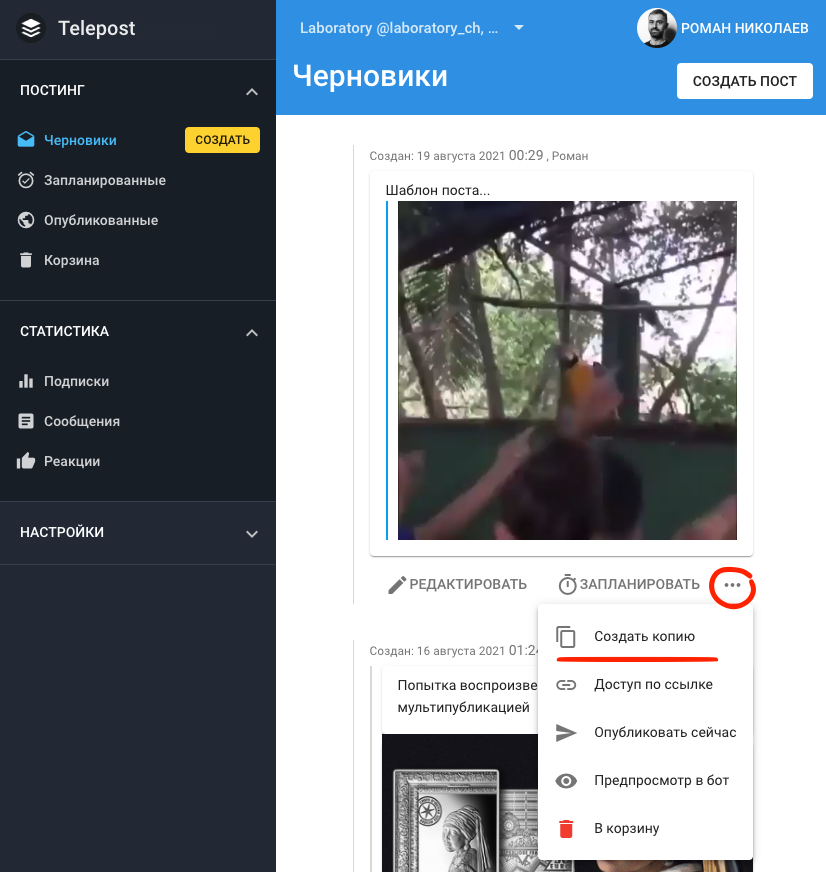 Telepost
ПОСТИНГ
Черновики
СОЗДАТЬ
Запланированные
Опубликованные
Корзина
СТАТИСТИКА
Подписки
Сообщения
Реакции
НАСТРОЙКИ
Laboratory @laboratory_ch, ...
РОМАН НИКОЛАЕВ
Черновики
СОЗДАТЬ ПОСТ
Создан: 19 августа 2021 00:29 , Роман
Шаблон поста...
РЕДАКТИРОВАТЬ
ЗАПЛАНИРОВАТЬ
Создать копию
Доступ по ссылке
Опубликовать сейчас
Предпросмотр в бот
В корзину
Создан: 16 августа 2021 01:24
Попытка воспроизве
мультипубликацией